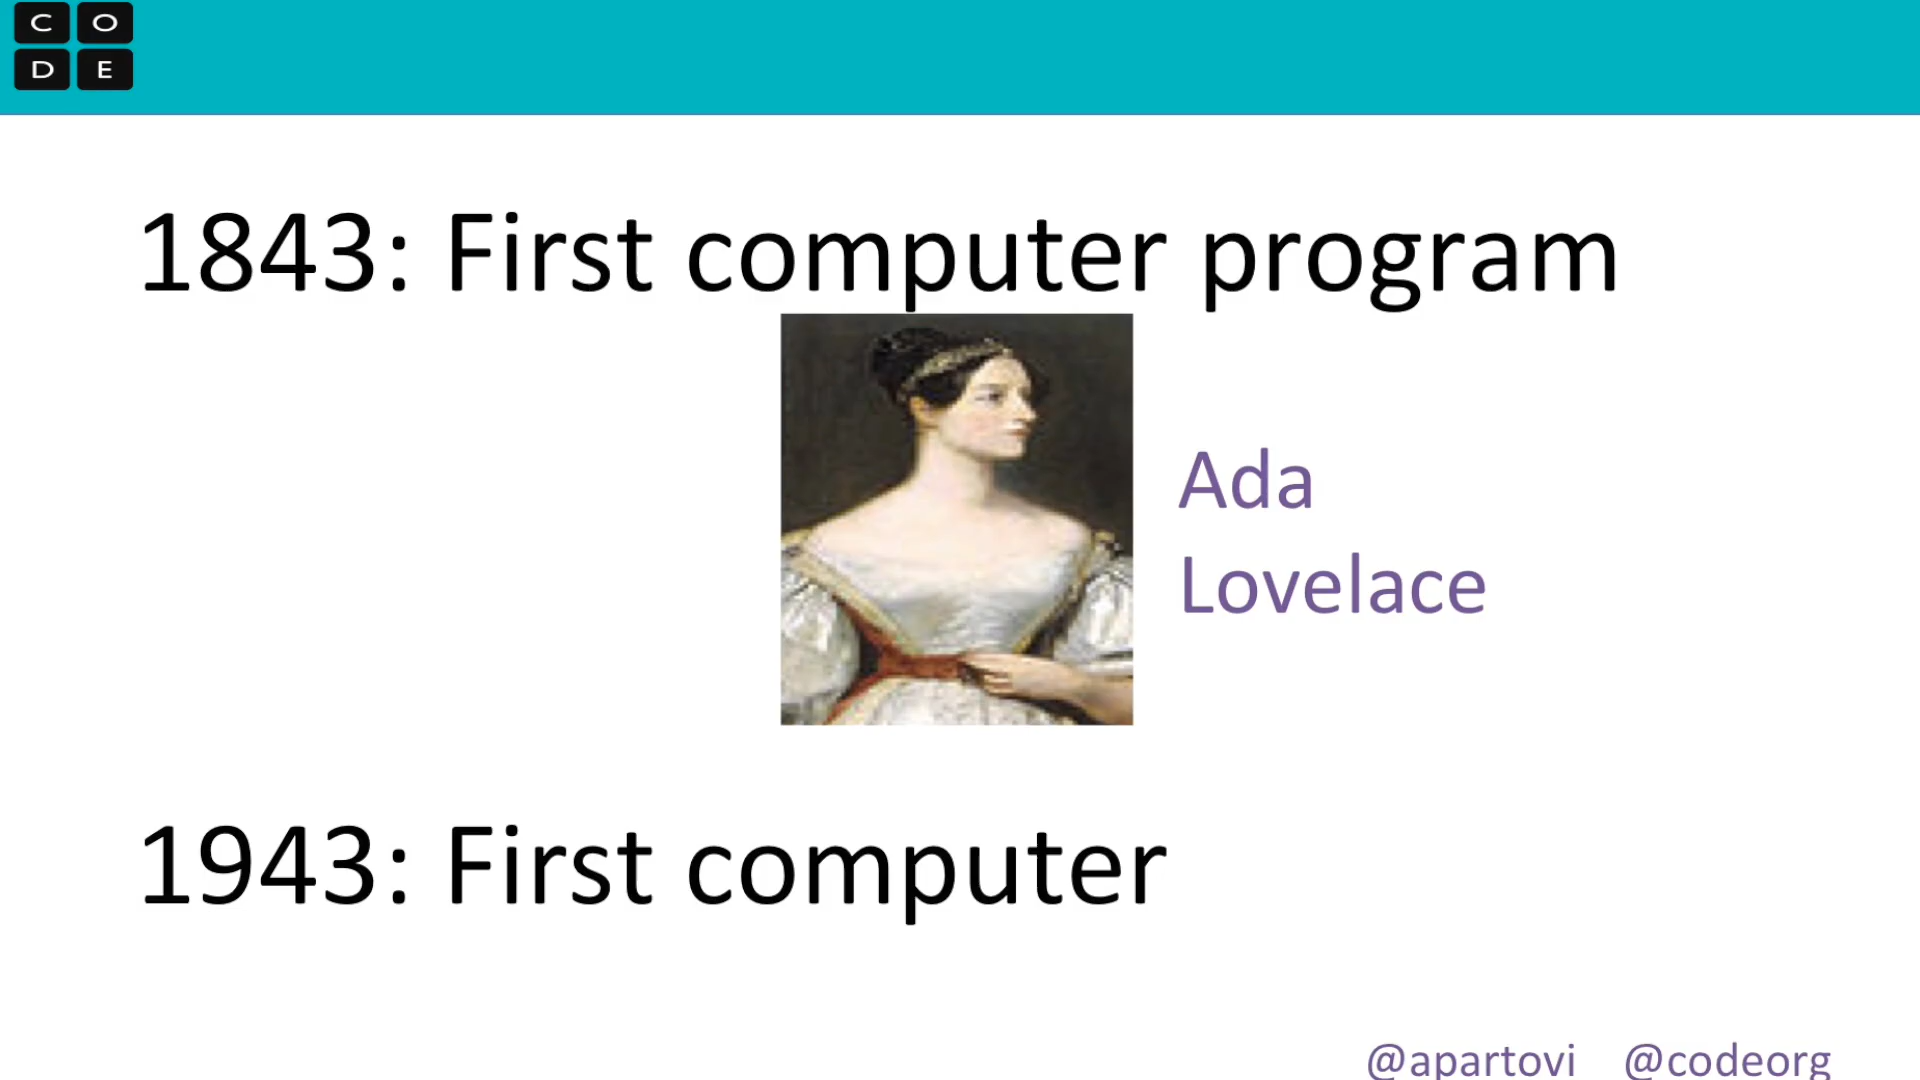 C O
D E
1843: First computer program
Ada
Lovelace
1943: First computer
@apartovi @codeorg